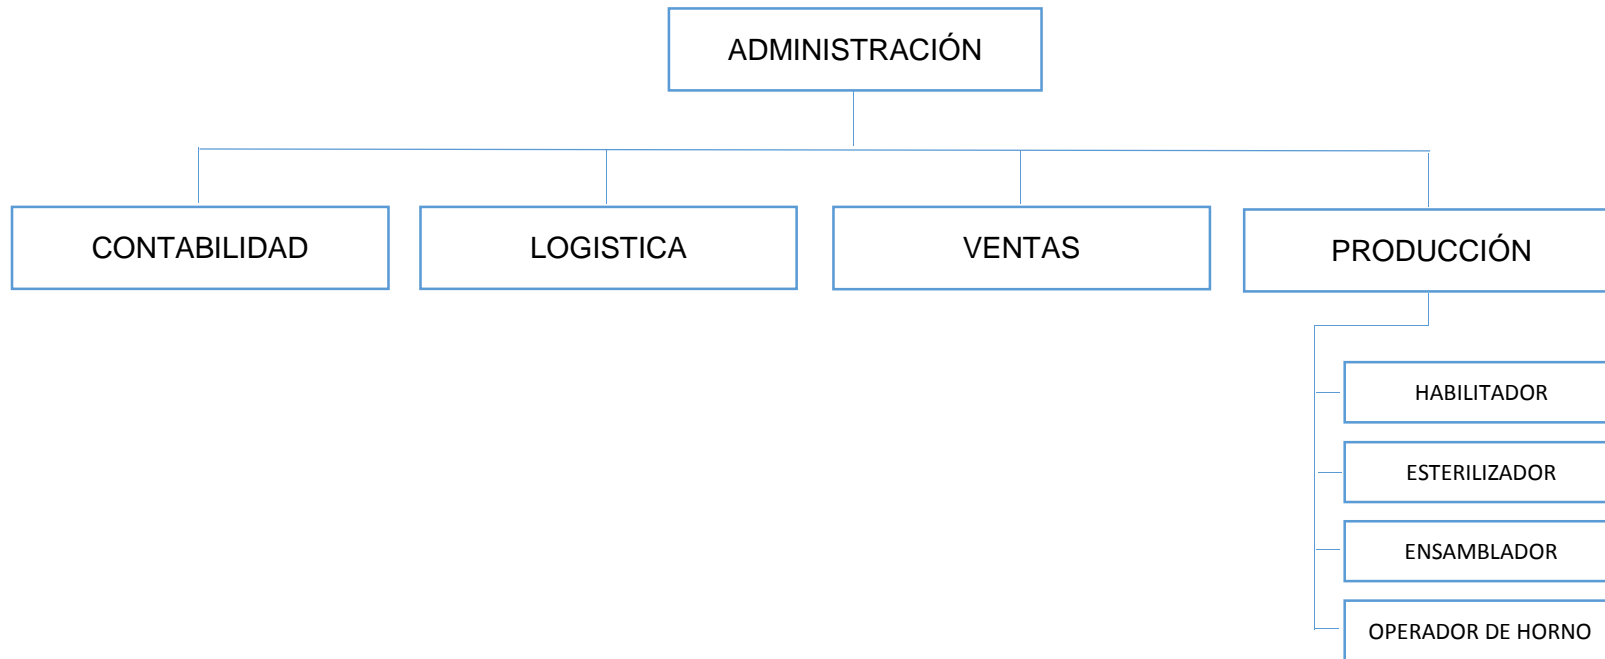 ADMINISTRACIÓN
CONTABILIDAD
LOGISTICA
VENTAS
PRODUCCIÓN
HABILITADOR
ESTERILIZADOR
ENSAMBLADOR
OPERADOR DE HORNO